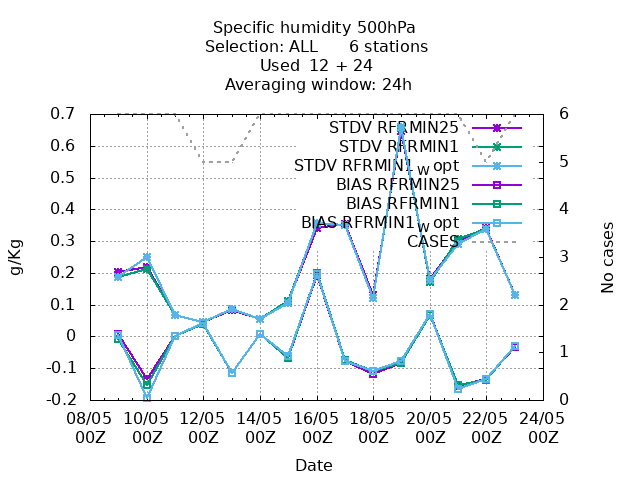 Specific humidity 500hPa
Selection: ALL      6 stations
Used  12 + 24
Averaging window: 24h
0.7
0.6
0.5
0.4
0.3
0.2
0.1
0
-0.1
-0.2
g/Kg
6
5
4
3
2
1
0
No cases
STDV RFRMIN25
STDV RFRMIN1
STDV RFRMIN1_W opt
BIAS RFRMIN25
BIAS RFRMIN1
BIAS RFRMIN1_W opt
CASES
08/05 10/05 12/05 14/05 16/05 18/05 20/05 22/05 24/05
00Z 00Z 00Z 00Z 00Z 00Z 00Z 00Z 00Z
Date